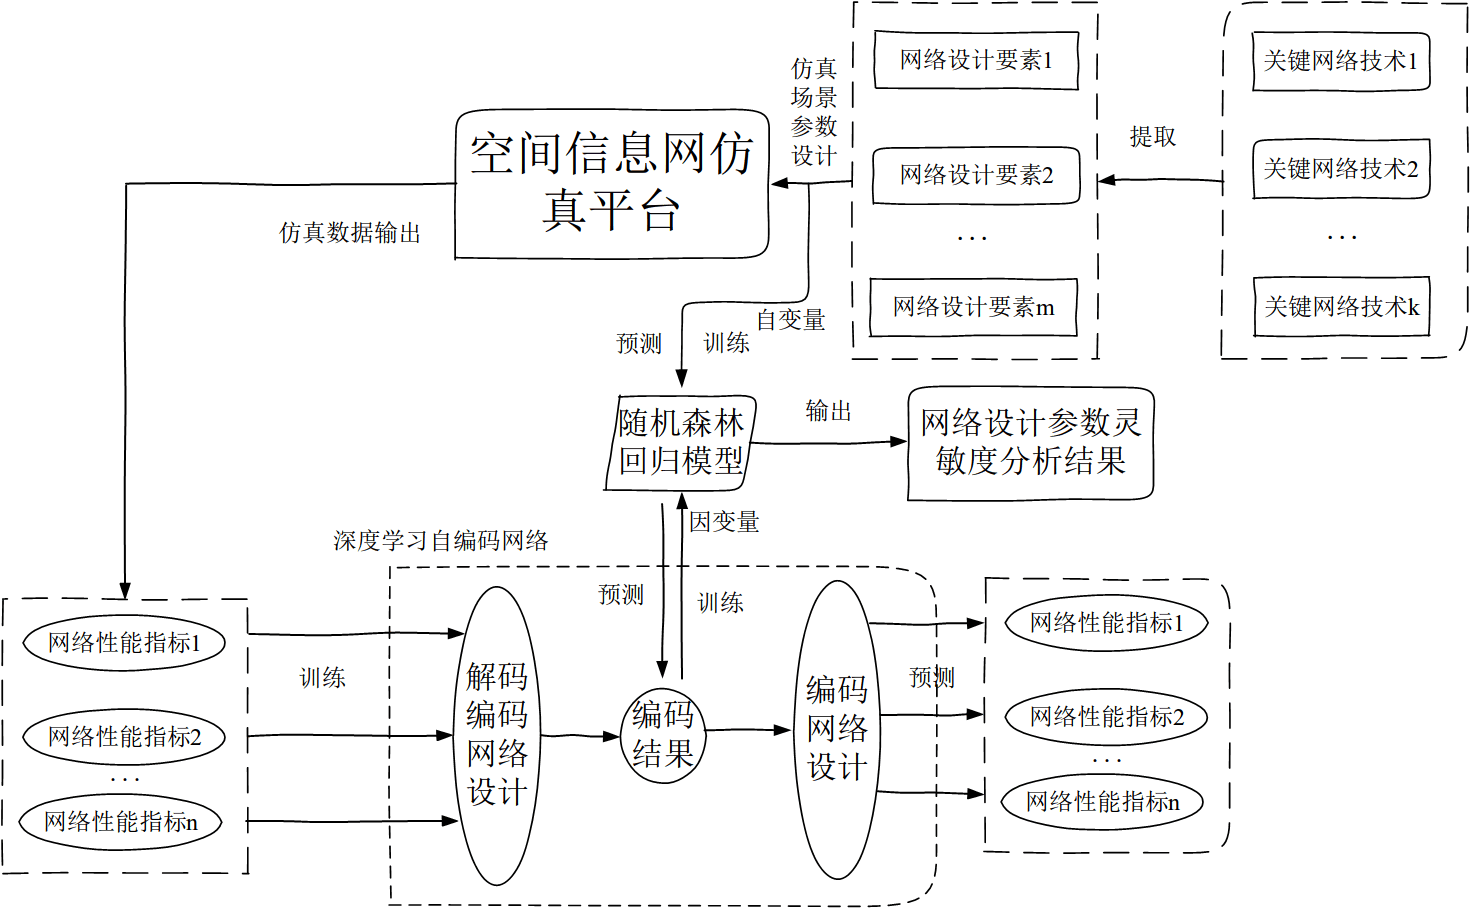 仿真
场景
参数
设计
网络设计要素1
网络设计要素2
...
网络设计要素m
提取
关键网络技术1
关键网络技术2
...
关键网络技术k
空间信息网仿
真平台
仿真数据输出
自变量
预测
训练
随机森林
回归模型
输出
网络设计参数灵
敏度分析结果
因变量
深度学习自编码网络
预测
训练
网络性能指标1
网络性能指标2
...
网络性能指标n
训练
解码
编码
网络
设计
编码
结果
编码
网络
设计
预测
网络性能指标1
网络性能指标2
...
网络性能指标n